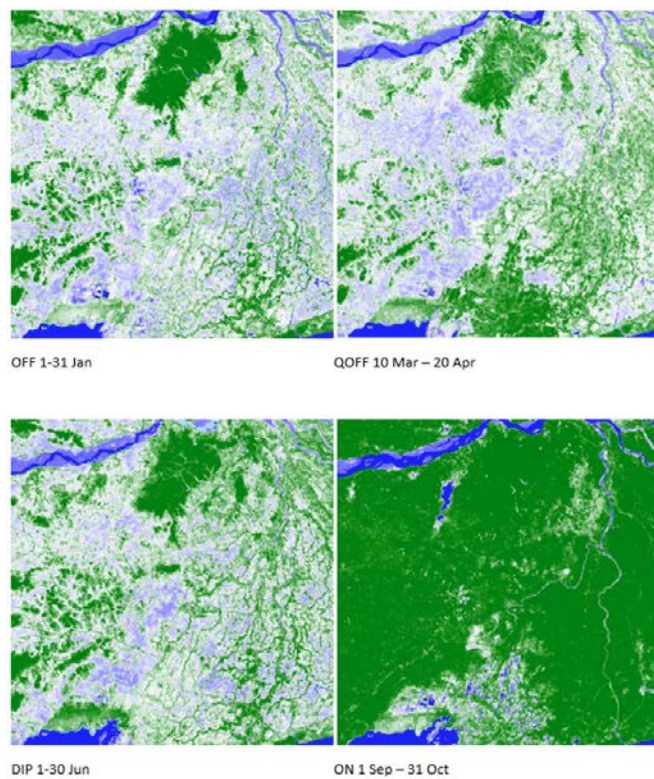 OFF 1-31 Jan
QOFF 10 Mar – 20 Apr
DIP 1-30 Jun
ON 1 Sep – 31 Oct